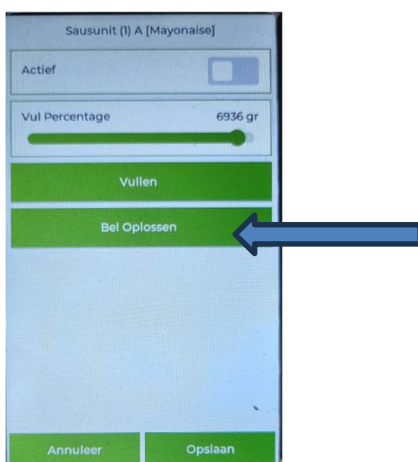 Sausunit (1) A [Mayonaise]
Actief
Vul Percentage 6936 gr
Vullen
Bel Oplossen
Annuleer Opslaan